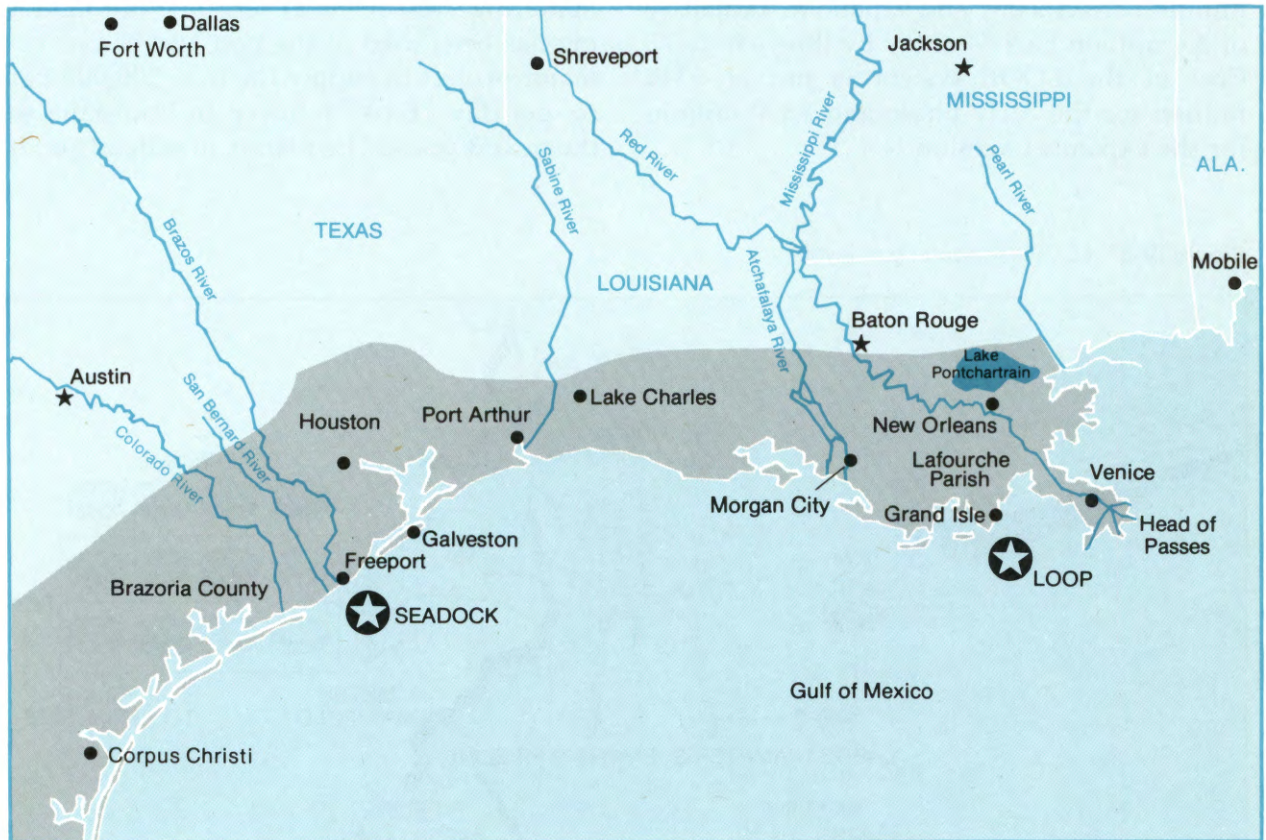 Dallas
Fort Worth
Shreveport
Jackson
MISSISSIPPI
ALA.
Mississippi River
Red River
Sabine River
Pearl River
Brazos River
TEXAS
LOUISIANA
Atchafalaya River
Mobile
Baton Rouge
Lake
Pontchartrain
Austin
San Bernard River
Colorado River
Houston
Port Arthur
Lake Charles
New Orleans
Lafourche
Parish
Venice
Morgan City
Grand Isle
Head of
Passes
Galveston
Freeport
Brazoria County
SEADOCK
LOOP
Gulf of Mexico
Corpus Christi